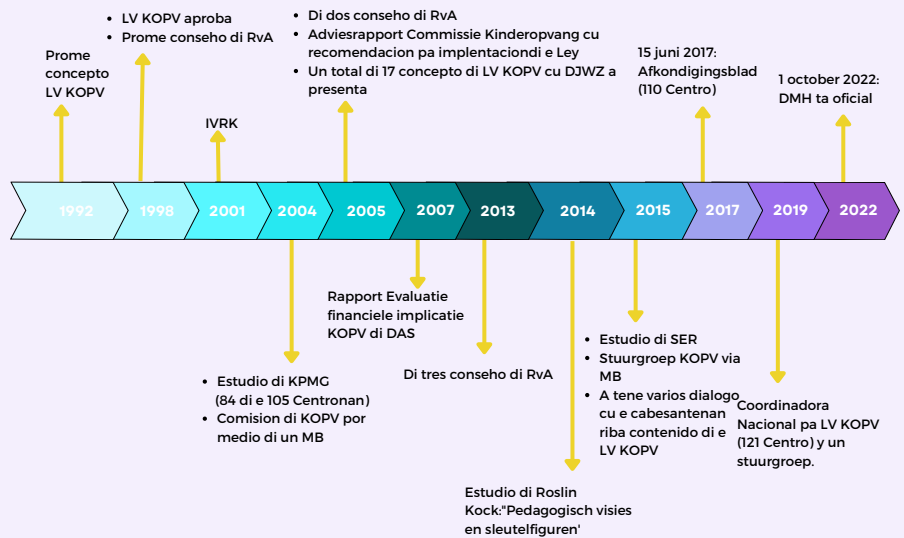 Prome
concepto
LV KOPV
• LV KOPV aproba
• Prome conseho di RvA
IVRK
• Di dos conseho di RvA
• Adviesrapport Commissie Kinderopvang cu
recomendacion pa implentaciondi e Ley
• Un total di 17 concepto di LV KOPV cu DJWZ a
presenta
15 juni 2017:
Afkondigingsblad
(110 Centro)
1 october 2022:
DMH ta oficial
1992
1998
2001
2004
2005
2007
2013
2014
2015
2017
2019
2022
• Estudio di KPMG
(84 di e 105 Centronan)
• Comision di KOPV por
medio di un MB
Rapport Evaluatie
financiele implicatie
KOPV di DAS
Di tres conseho di RvA
Estudio di Roslin
Kock:"Pedagogisch visies
en sleutelfiguren'
• Estudio di SER
• Stuurgroep KOPV via
MB
• A tene varios dialogo
cu e cabesantenan
riba contenido di e
LV KOPV
Coordinadora
Nacional pa LV KOPV
(121 Centro) y un
stuurgroep.